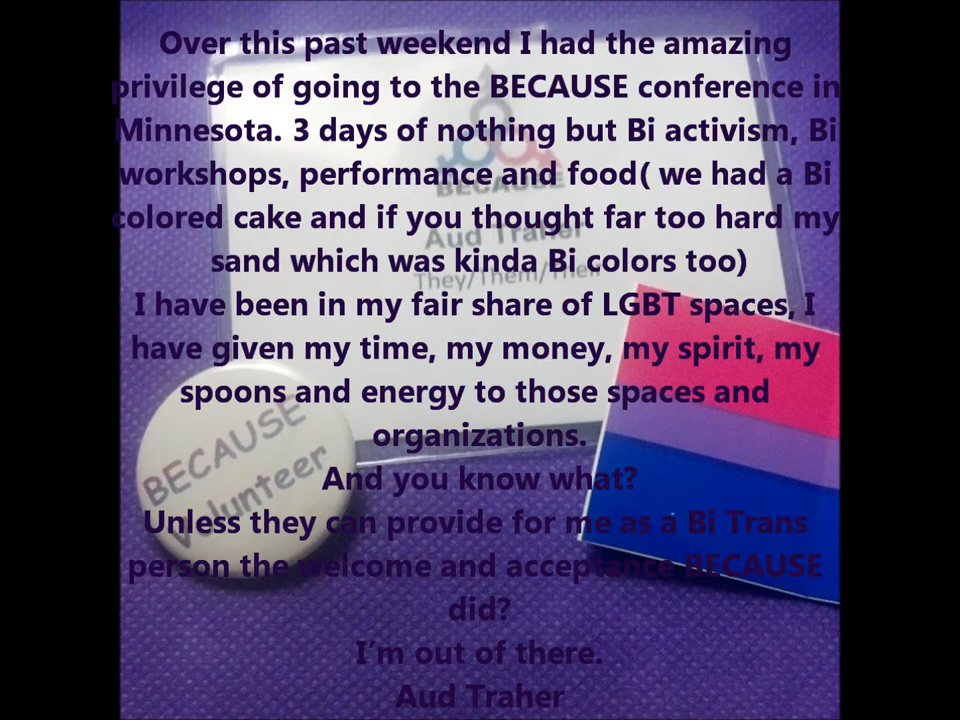 Over this past weekend I had the amazing
privilege of going to the BECAUSE conference in
Minnesota. 3 days of nothing but Bi activism, Bi
workshops, performance and food( we had a Bi
colored cake and if you thought far too hard my
sand which was kinda Bi colors too)
I have been in my fair share of LGBT spaces, I
have given my time, my money, my spirit, my
spoons and energy to those spaces and
organizations.
And you know what?
Unless they can provide for me as a Bi Trans
person the welcome and acceptance BECAUSE
did?
I’m out of there.
Aud Traher
BECAUSE
Aud Traher
They/Them/Their
BECAUSE
Volunteer